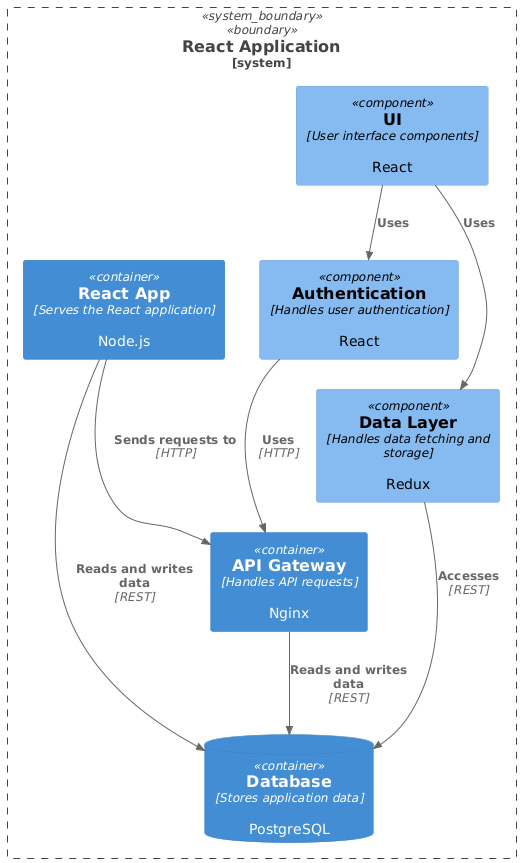 «system_boundary»
«boundary»
React Application
[system]
«component»
UI
[User interface components]
React
Uses
Uses
«container»
React App
[Serves the React application]
Node.js
«component»
Authentication
[Handles user authentication]
React
«component»
Data Layer
[Handles data fetching and
storage]
Redux
Sends requests to
[HTTP]
Uses
[HTTP]
«container»
API Gateway
[Handles API requests]
Nginx
Reads and writes
data
[REST]
Accesses
[REST]
Reads and writes
data
[REST]
«container»
Database
[Stores application data]
PostgreSQL